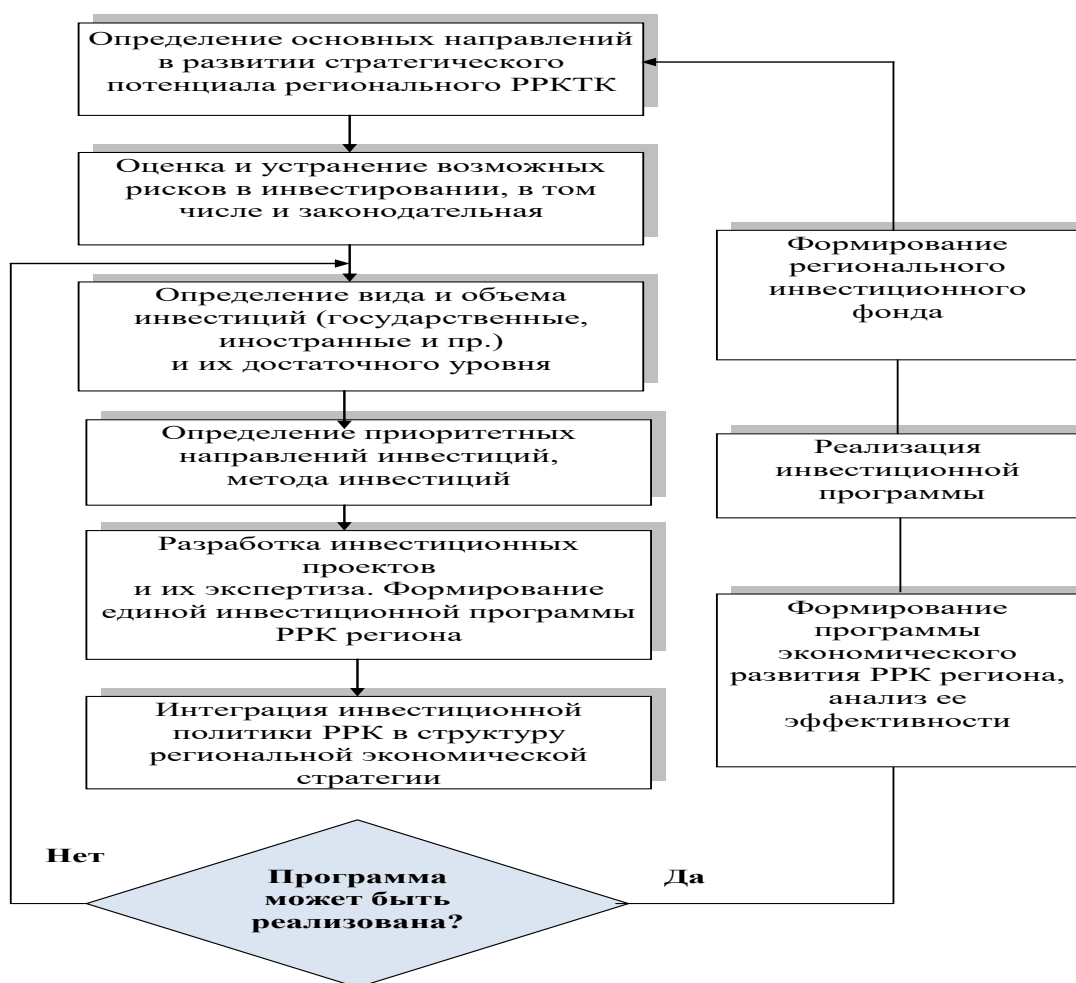 Определение основных направлений
в развитии стратегического
потенциала регионального РРКТК
Оценка и устранение возможных
рисков в инвестировании, в том
числе и законодательная
Определение вида и объема
инвестиций (государственные,
иностранные и пр.)
и их достаточного уровня
Определение приоритетных
направлений инвестиций,
метода инвестиций
Разработка инвестиционных
проектов
и их экспертиза. Формирование
единой инвестиционной программы
РРК региона
Интеграция инвестиционной
политики РРК в структуру
региональной экономической
стратегии
Нет
Программа
может быть
реализована?
Да
Формирование
программы
экономического
развития РРК региона,
анализ ее
эффективности
Реализация
инвестиционной
программы
Формирование
регионального
инвестиционного
фонда